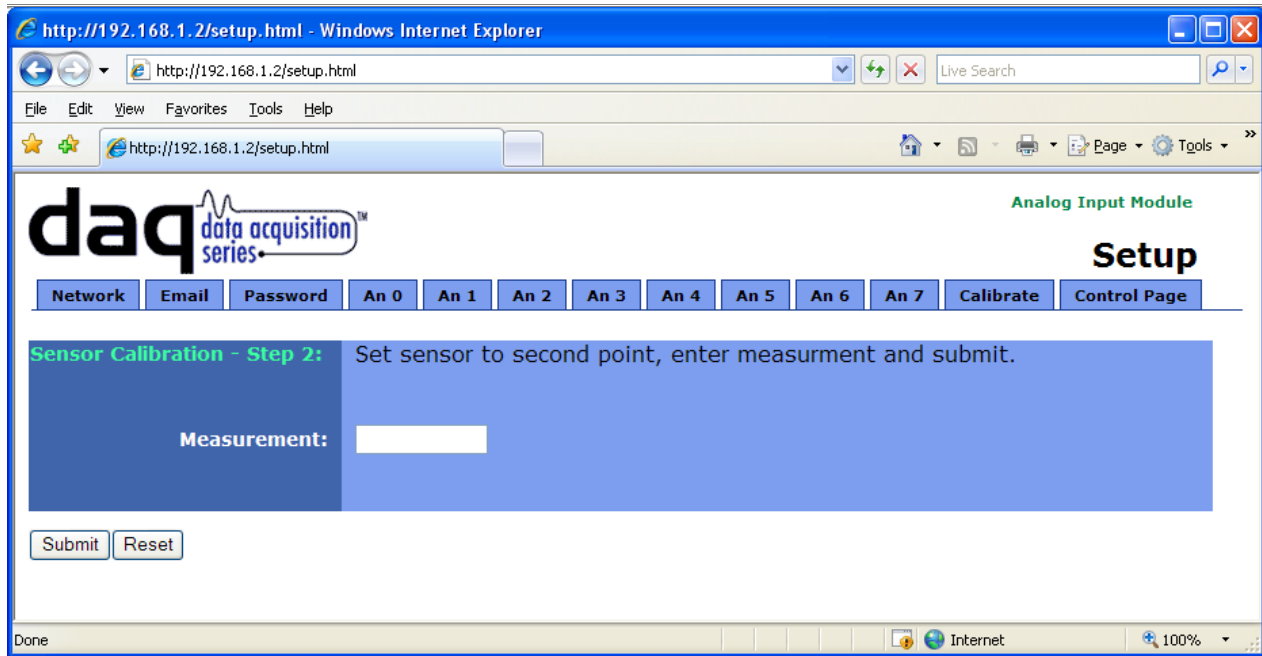 http://192.168.1.2/setup.html - Windows Internet Explorer
http://192.168.1.2/setup.html Live Search
File Edit View Favorites Tools Help
http://192.168.1.2/setup.html Page Tools »
daq data acquisition series™
Analog Input Module
Setup
Network Email Password An 0 An 1 An 2 An 3 An 4 An 5 An 6 An 7 Calibrate Control Page
Sensor Calibration - Step 2: Set sensor to second point, enter measurment and submit.
Measurement:
Submit Reset
Done Internet 100%